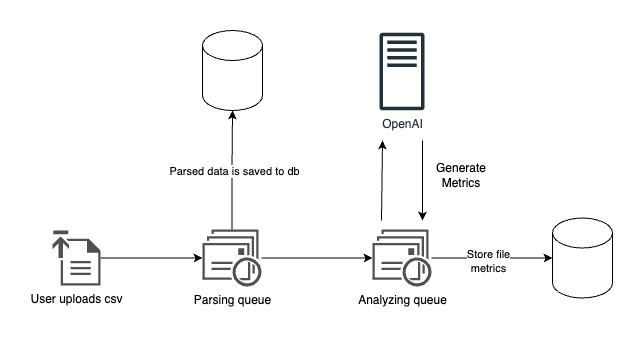 OpenAI
Parsed data is saved to db
Generate
Metrics
Store file
metrics
User uploads csv
Parsing queue
Analyzing queue